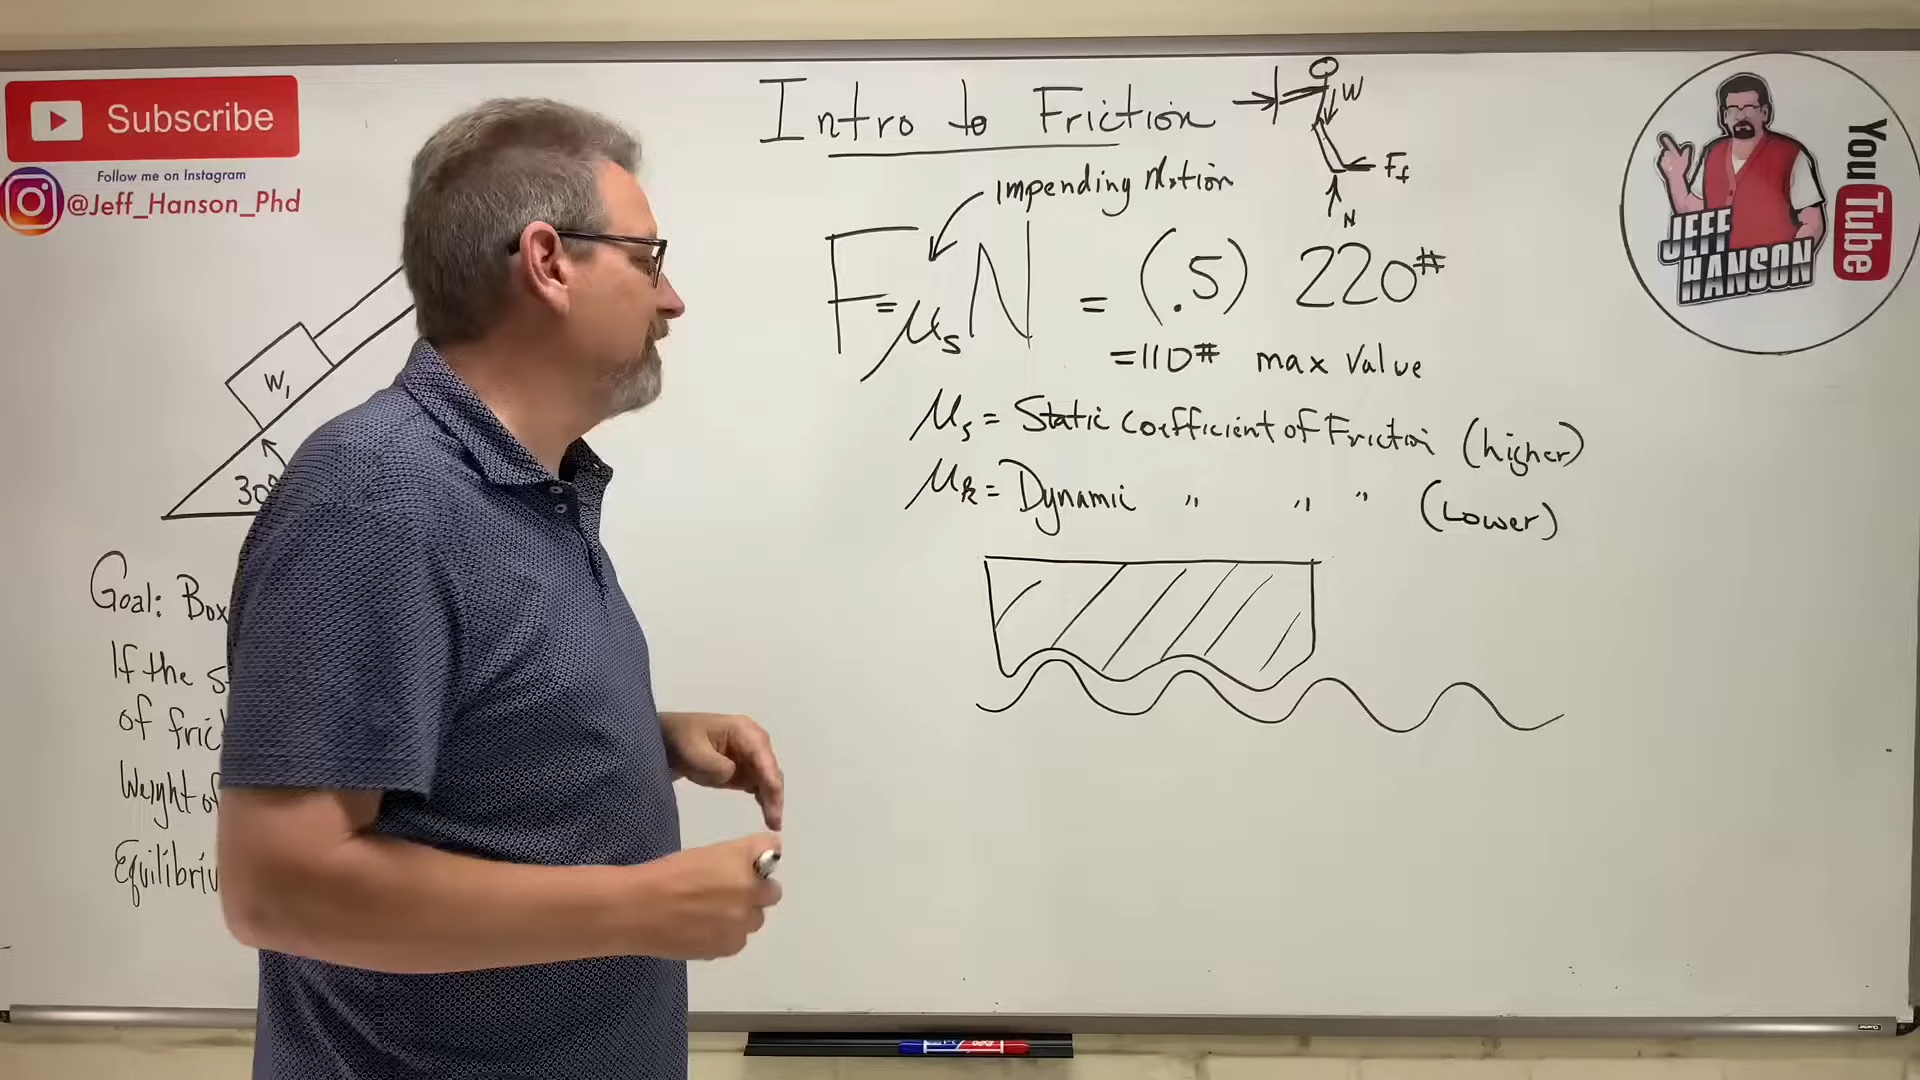 Subscribe
Follow me on Instagram
@Jeff_Hanson_Phd
W,
30°
Goal: Box
If the s
of fric
Weight of
Equilibriu
Intro to Friction
W
Ff
N
Impending Motion
F=μsN = (.5) 220#
=110# max value
μs = Static coefficient of Friction (higher)
μk = Dynamic " " " (Lower)
JEFF
HANSON
YouTube